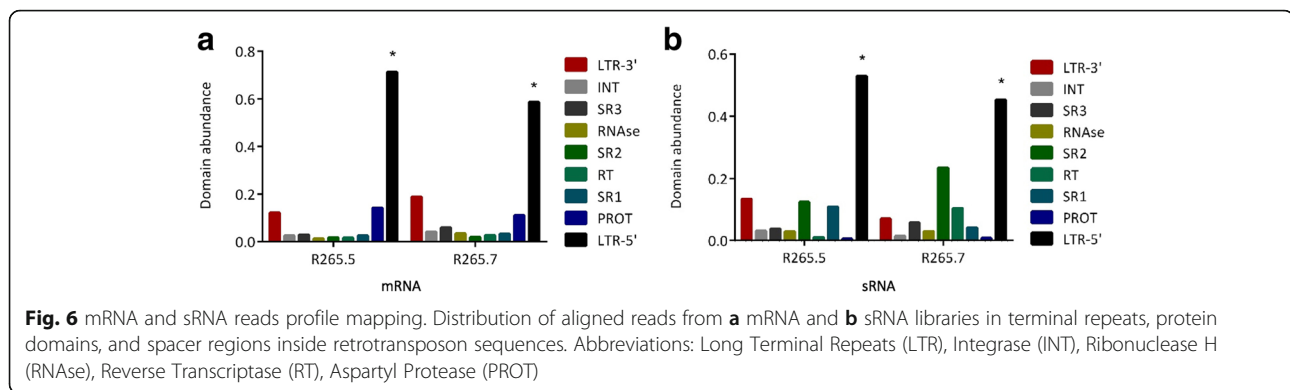 a
0.8
0.6
0.4
0.2
0.0
Domain abundance
*
*
R265.5
R265.7
mRNA
LTR-3'
INT
SR3
RNAse
SR2
RT
SR1
PROT
LTR-5'
b
0.6
0.4
0.2
0.0
Domain abundance
*
*
R265.5
R265.7
sRNA
LTR-3'
INT
SR3
RNAse
SR2
RT
SR1
PROT
LTR-5'
Fig. 6 mRNA and sRNA reads profile mapping. Distribution of aligned reads from a mRNA and b sRNA libraries in terminal repeats, protein
domains, and spacer regions inside retrotransposon sequences. Abbreviations: Long Terminal Repeats (LTR), Integrase (INT), Ribonuclease H
(RNAse), Reverse Transcriptase (RT), Aspartyl Protease (PROT)